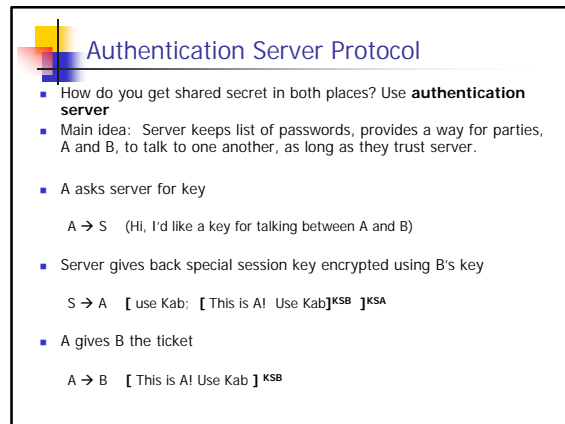 Authentication Server Protocol
How do you get shared secret in both places? Use authentication
server
Main idea: Server keeps list of passwords, provides a way for parties,
A and B, to talk to one another, as long as they trust server.
A asks server for key
A → S (Hi, I'd like a key for talking between A and B)
Server gives back special session key encrypted using B's key
S → A [ use Kab; [ This is A! Use Kab]KSB ]KSA
A gives B the ticket
A → B [ This is A! Use Kab ] KSB